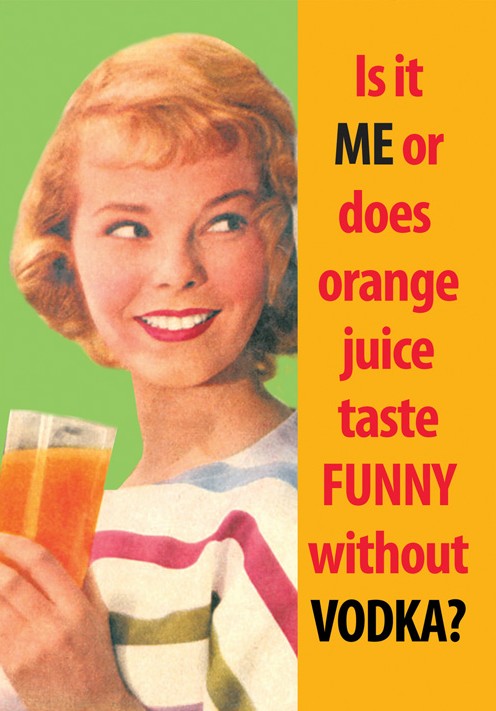 Is it
ME or
does
orange
juice
taste
FUNNY
without
VODKA?